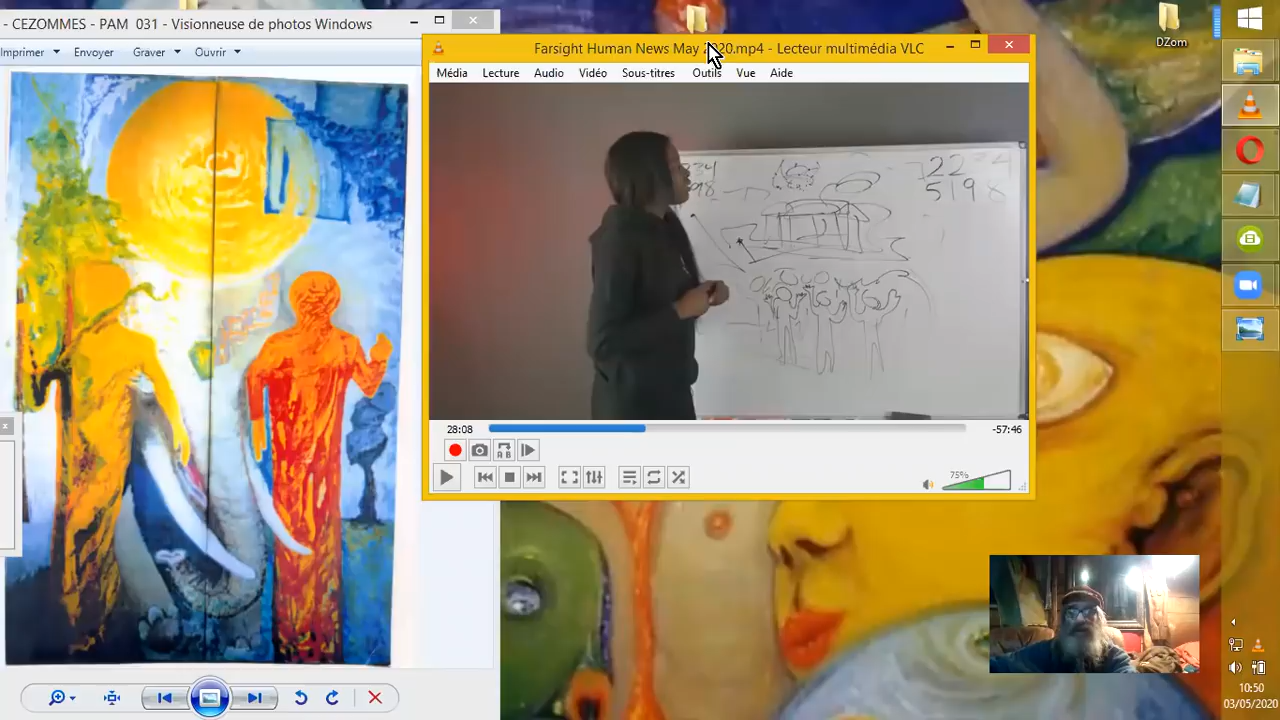 - CEZOMMES - PAM 031 - Visionneuse de photos Windows
Imprimer Envoyer Graver Ouvrir
Farsight Human News May 2020.mp4 - Lecteur multimédia VLC
Média Lecture Audio Vidéo Sous-titres Outils Vue Aide
2234
5198
28:08 -57:46
75%
DZom
10:50
03/05/2020